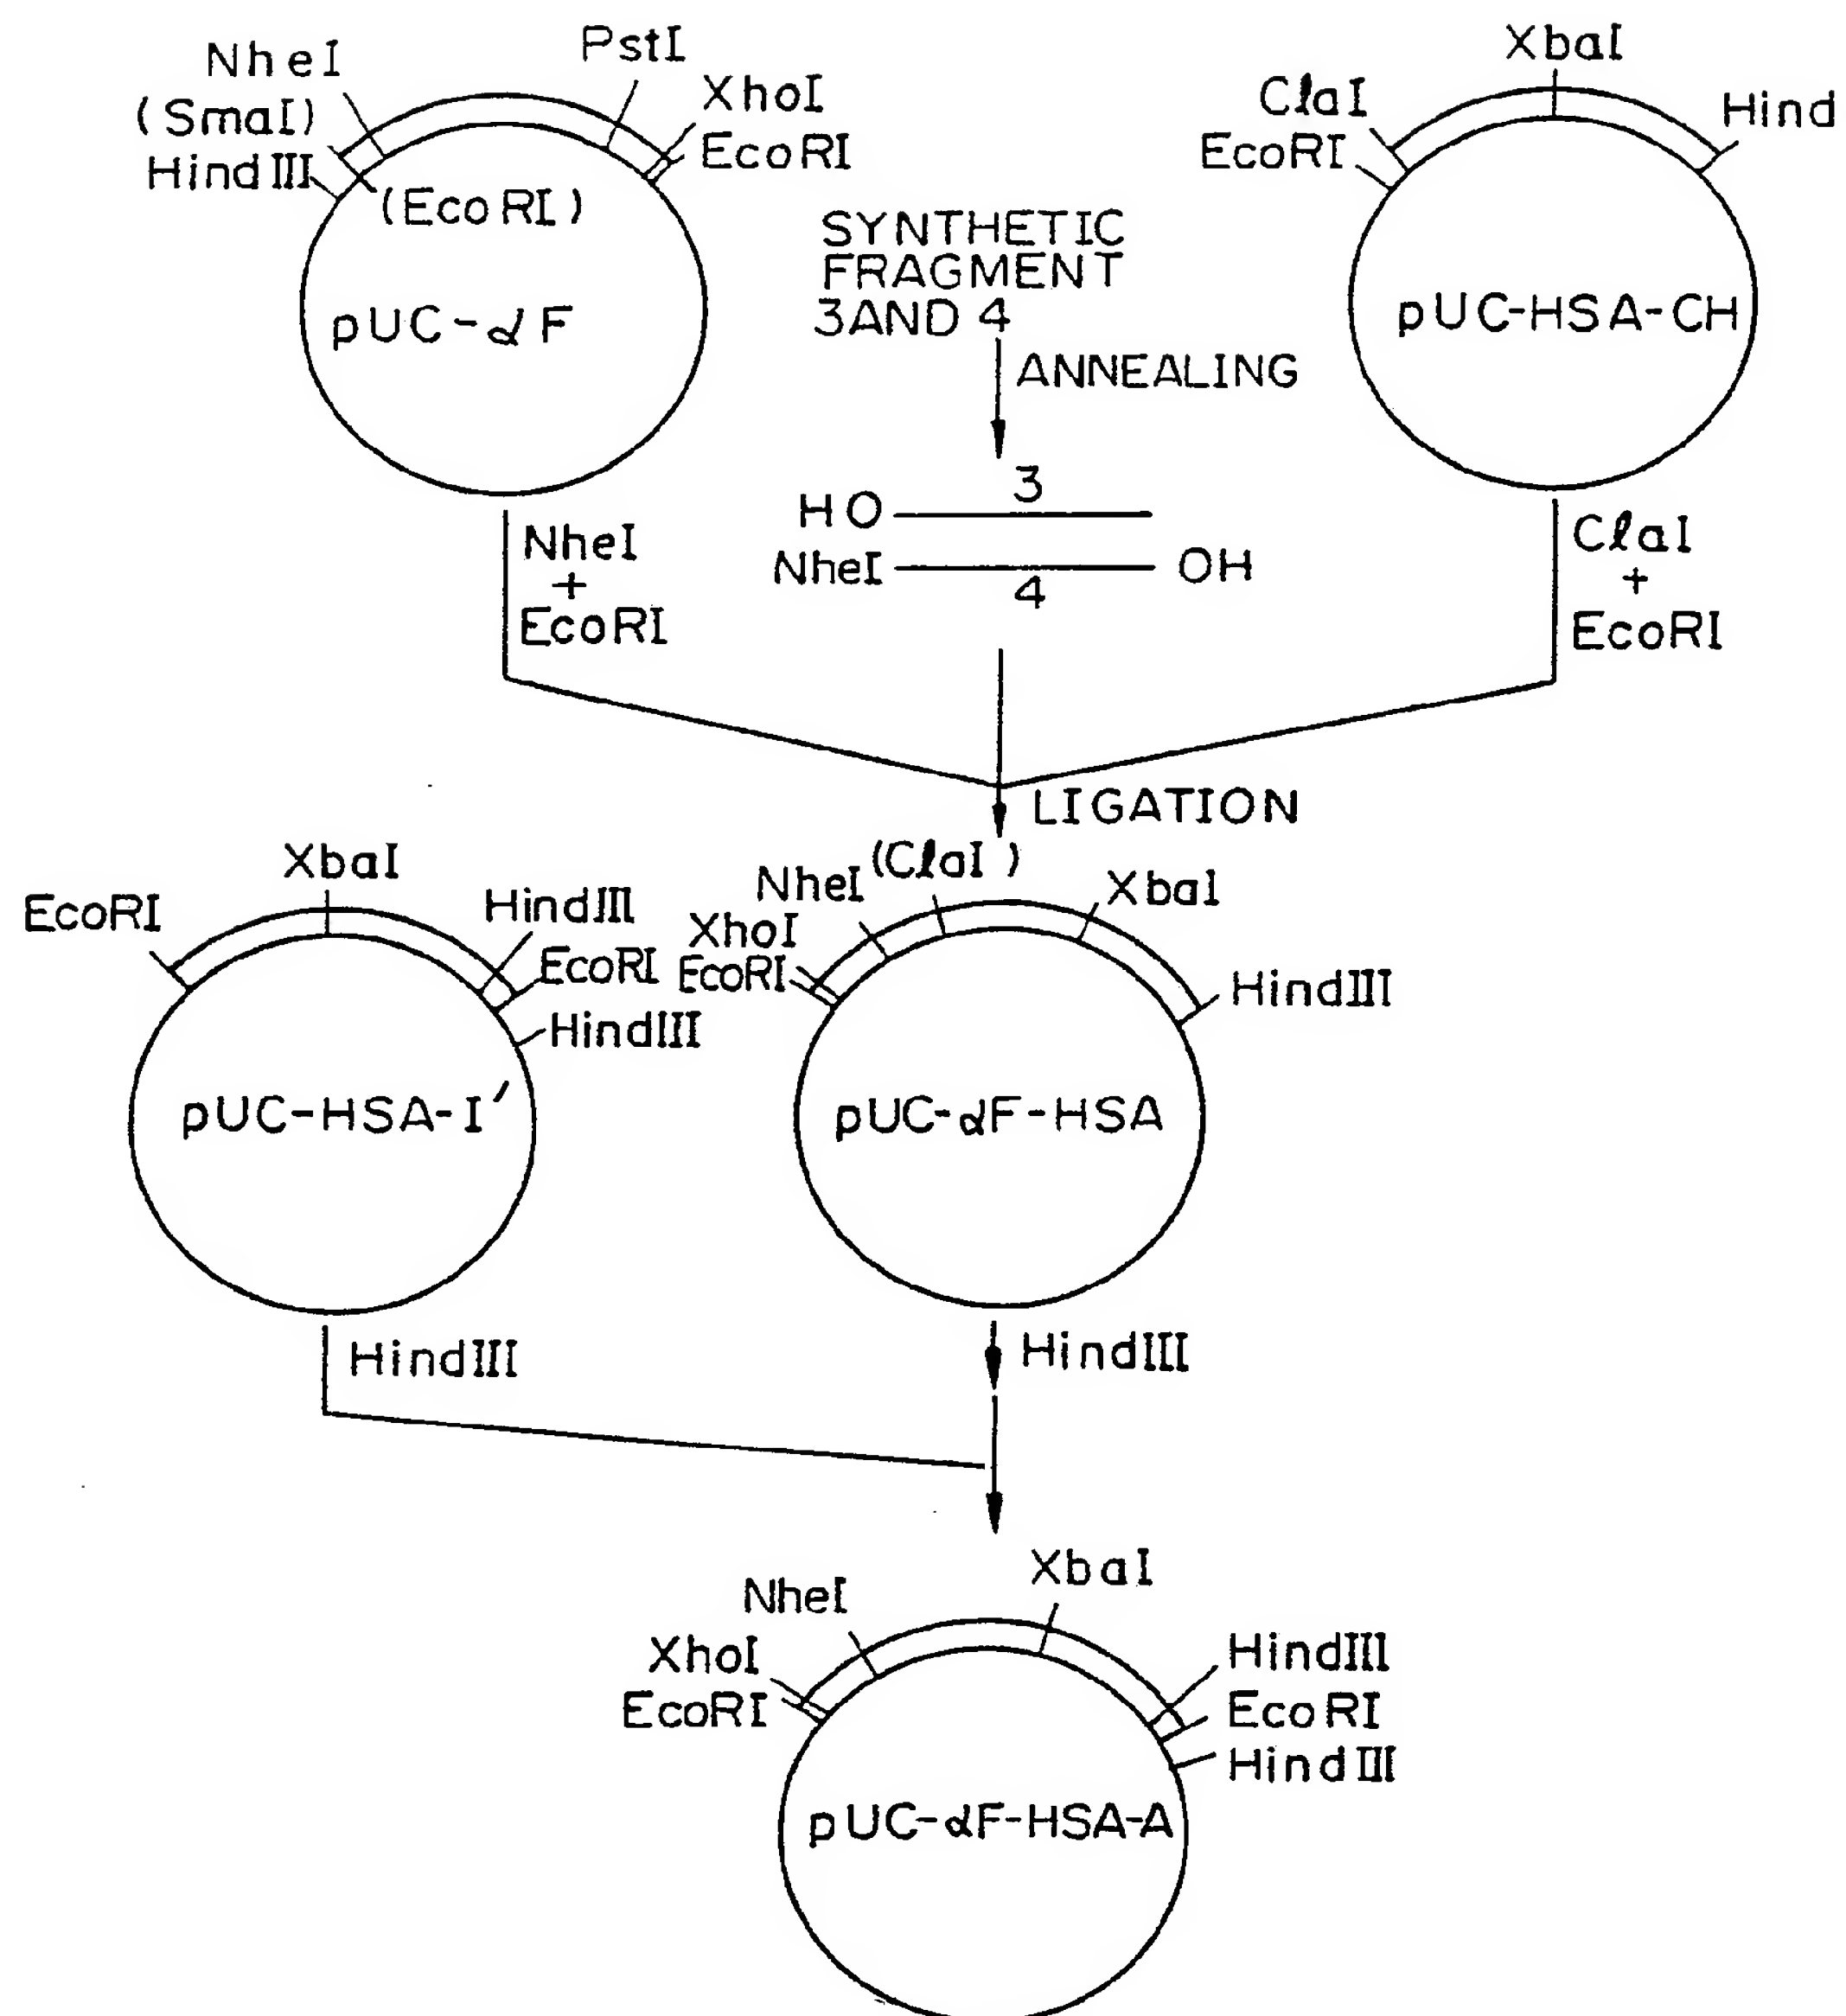 NheI
(SmaI)
HindIII
(EcoRI)
PstI
XhoI
EcoRI
pUC-αF
SYNTHETIC
FRAGMENT
3AND 4
ANNEALING
XbaI
ClaI
EcoRI
Hind
pUC-HSA-CH
NheI
+
EcoRI
3
HO
NheI
OH
4
ClaI
+
EcoRI
LIGATION
EcoRI
XbaI
HindIII
EcoRI
HindIII
pUC-HSA-I′
EcoRI
XhoI
NheI
(ClaI)
XbaI
HindIII
pUC-αF-HSA
HindIII
HindIII
EcoRI
XhoI
NheI
XbaI
HindIII
EcoRI
HindIII
pUC-αF-HSA-A